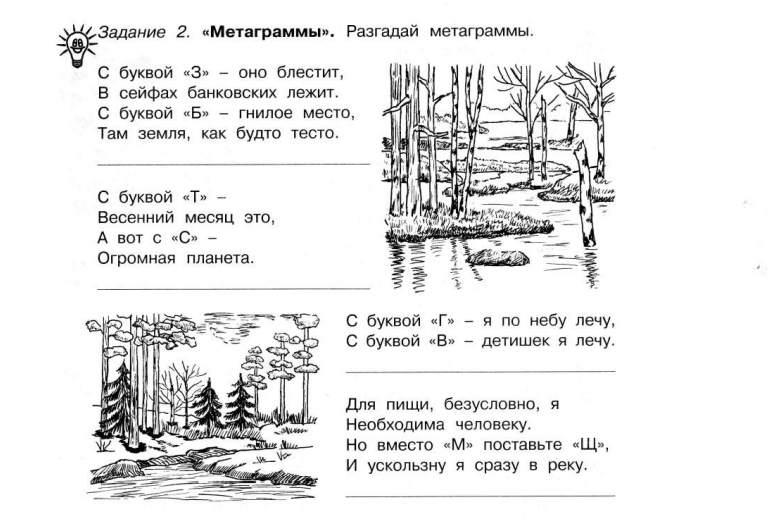 Задание 2. «Метаграммы». Разгадай метаграммы.
С буквой «З» – оно блестит,
В сейфах банковских лежит.
С буквой «Б» – гнилое место,
Там земля, как будто тесто.
С буквой «Т» –
Весенний месяц это,
А вот с «С» –
Огромная планета.
С буквой «Г» – я по небу лечу,
С буквой «В» – детишек я лечу.
Для пищи, безусловно, я
Необходима человеку.
Но вместо «М» поставьте «Щ»,
И ускользну я сразу в реку.